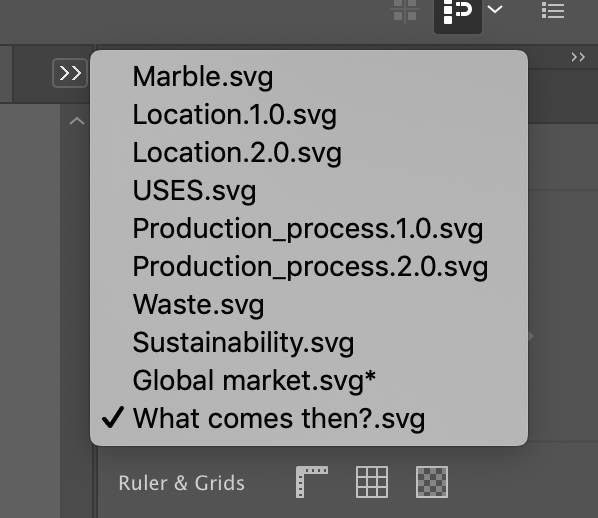 Marble.svg
Location.1.0.svg
Location.2.0.svg
USES.svg
Production_process.1.0.svg
Production_process.2.0.svg
Waste.svg
Sustainability.svg
Global market.svg*
What comes then?.svg
Ruler & Grids